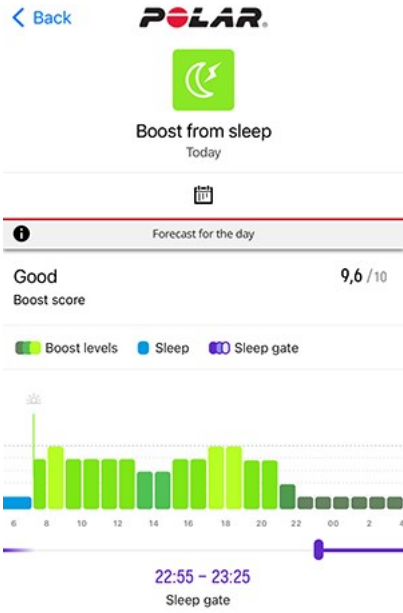 Back POLAR.
Boost from sleep
Today
Forecast for the day
Good 9,6 /10
Boost score
Boost levels Sleep Sleep gate
6 8 10 12 14 16 18 20 22 00 2 4
22:55 – 23:25
Sleep gate